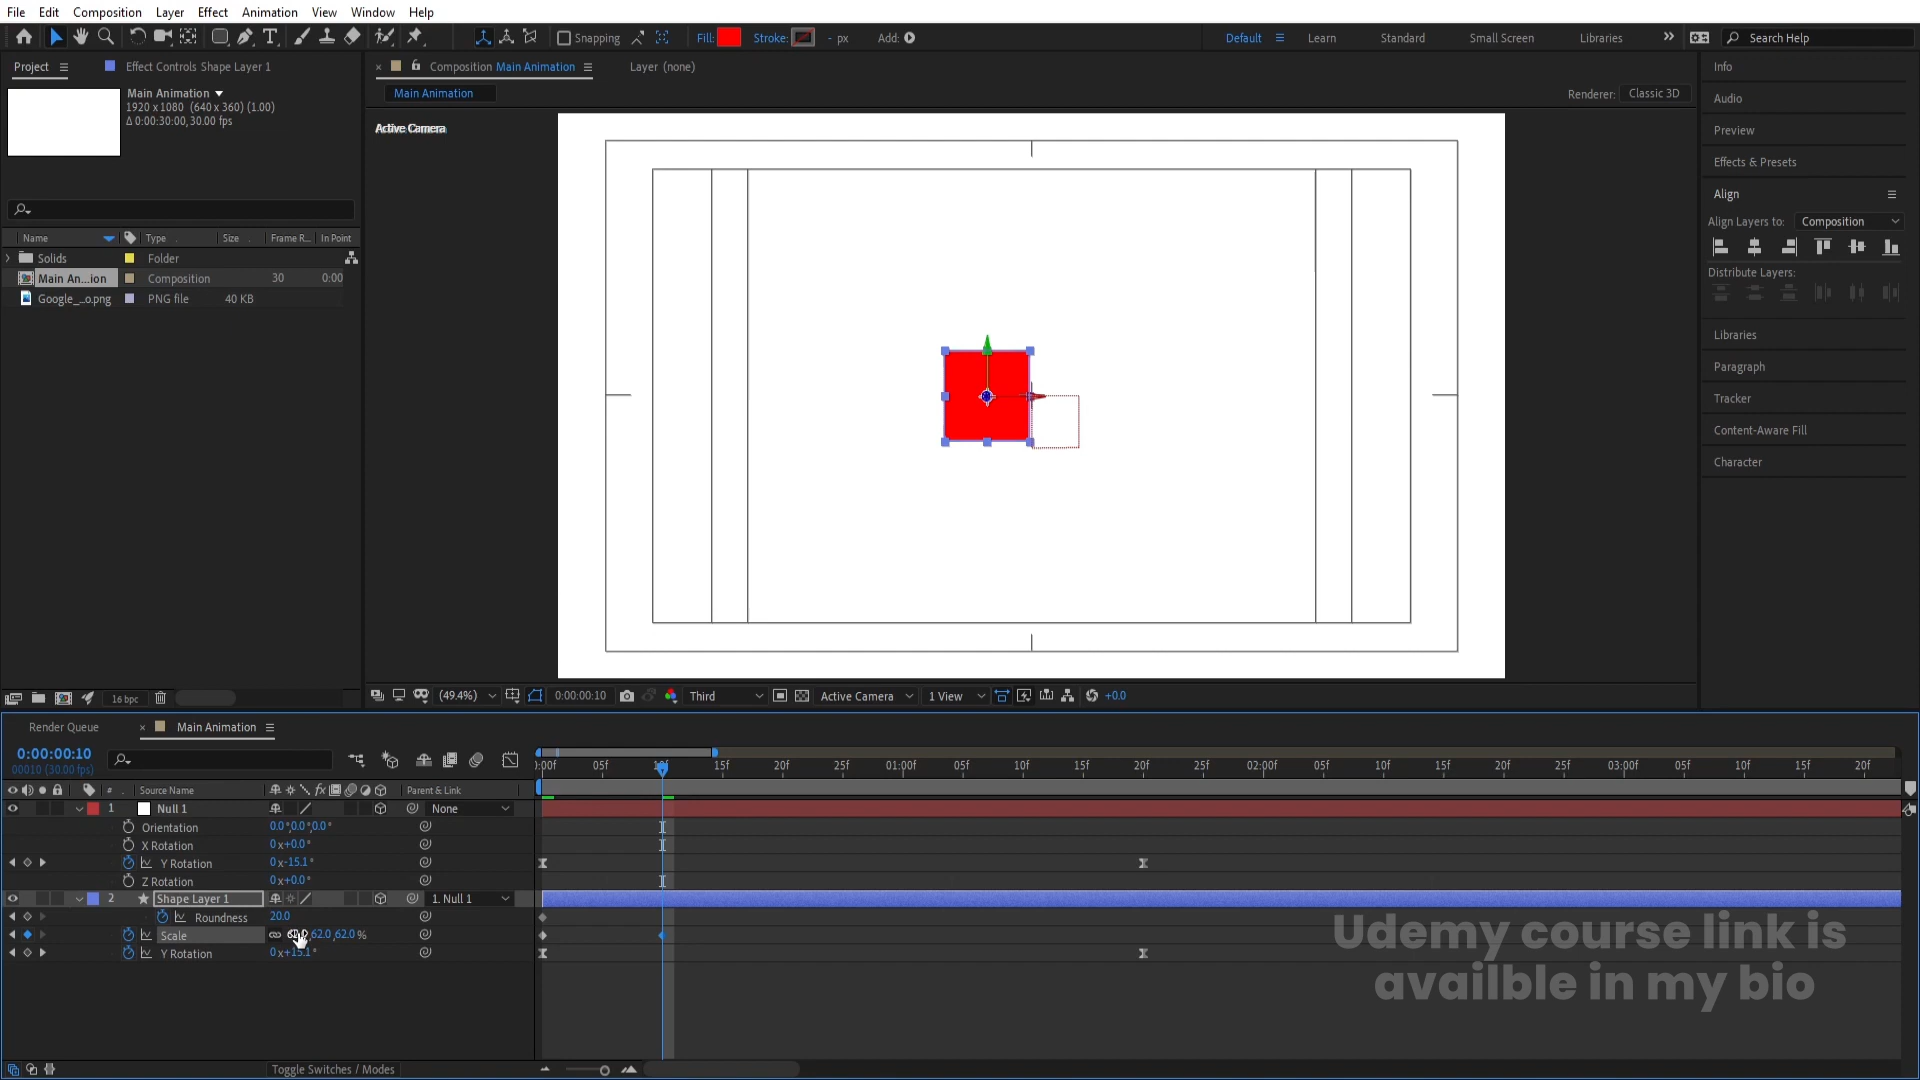 File Edit Composition Layer Effect Animation View Window Help
Snapping Fill: Stroke: - px Add: Default Learn Standard Small Screen Libraries Search Help
Project Effect Controls Shape Layer 1
Composition Main Animation Layer (none)
Main Animation
1920 x 1080 (640 x 360) (1.00)
Δ 0:00:30:00, 30.00 fps
Main Animation Renderer: Classic 3D
Active Camera
Name Type Size Frame R... In Point
Solids Folder
Main An...ion Composition 30 0:00
Google_...o.png PNG file 40 KB
Info
Audio
Preview
Effects & Presets
Align
Align Layers to: Composition
Distribute Layers:
Libraries
Paragraph
Tracker
Content-Aware Fill
Character
16 bpc (49.4%) 0:00:00:10 Third Active Camera 1 View +0.0
Render Queue Main Animation
0:00:00:10
00010 (30.00 fps)
):00f 05f 10f 15f 20f 25f 01:00f 05f 10f 15f 20f 25f 02:00f 05f 10f 15f 20f 25f 03:00f 05f 10f 15f 20f
# Source Name fx Parent & Link
1 Null 1 None
Orientation 0.0°,0.0°,0.0°
X Rotation 0x+0.0°
Y Rotation 0x-15.1°
Z Rotation 0x+0.0°
2 Shape Layer 1 1. Null 1
Roundness 20.0
Scale ,62.0,62.0%
Y Rotation 0x+15.1°
Toggle Switches / Modes
Udemy course link is
availble in my bio